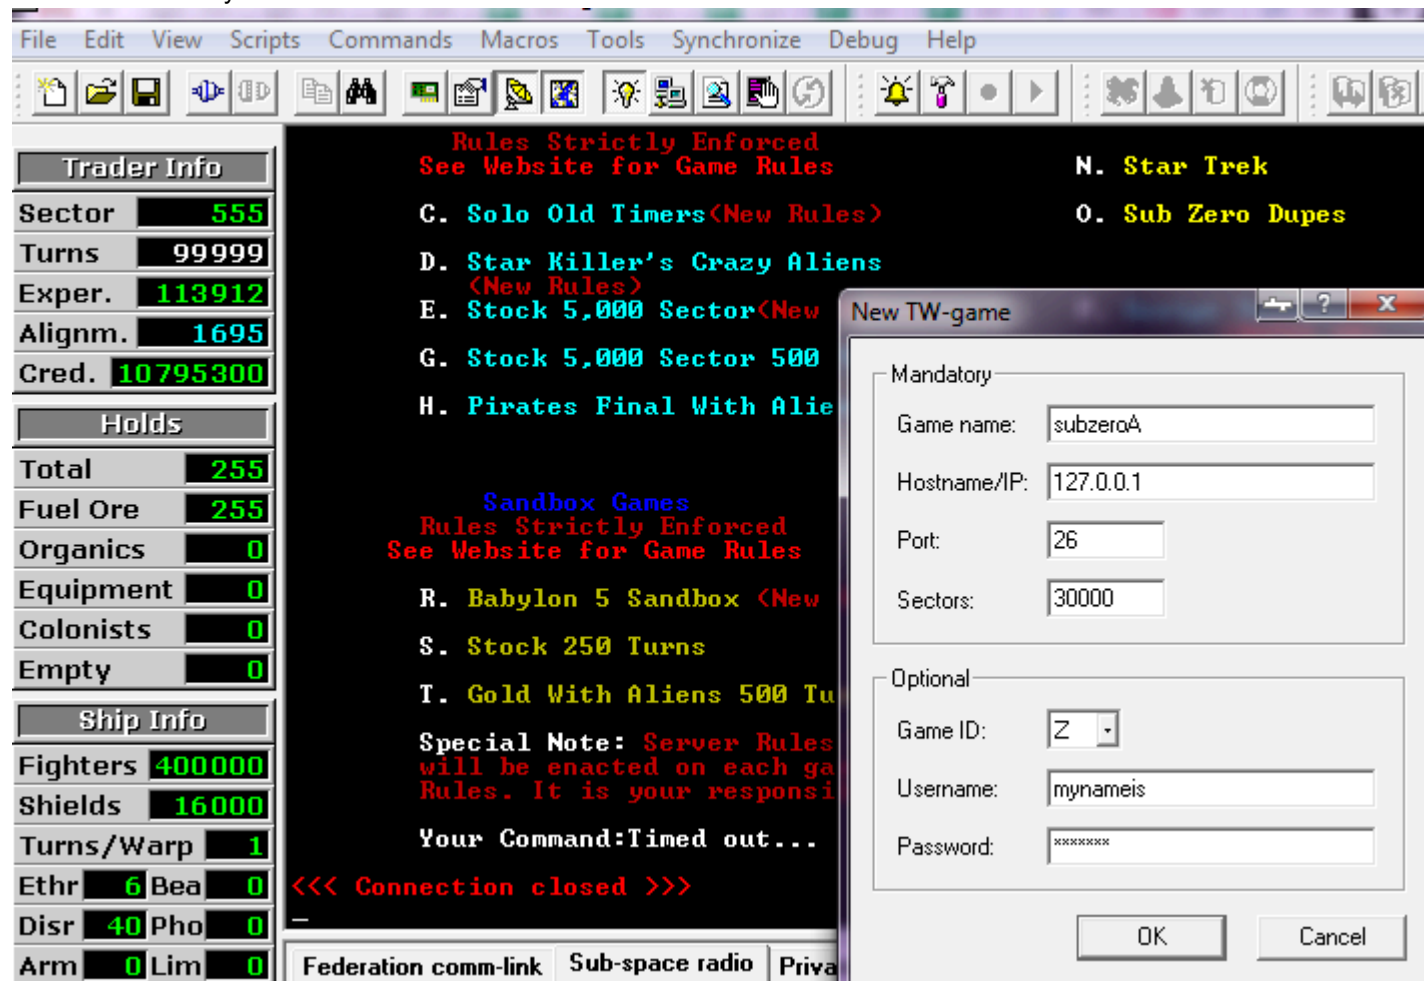 File Edit View Scripts Commands Macros Tools Synchronize Debug Help
Trader Info
Sector 555
Turns 99999
Exper. 113912
Alignm. 1695
Cred. 10795300
Holds
Total 255
Fuel Ore 255
Organics 0
Equipment 0
Colonists 0
Empty 0
Ship Info
Fighters 400000
Shields 16000
Turns/Warp 1
Ethr 6 Bea 0
Disr 40 Pho 0
Arm 0 Lim 0
Rules Strictly Enforced
See Website for Game Rules
C. Solo Old Timers(New Rules)
D. Star Killer's Crazy Aliens
(New Rules)
E. Stock 5,000 Sector(New
G. Stock 5,000 Sector 500
H. Pirates Final With Alie
Sandbox Games
Rules Strictly Enforced
See Website for Game Rules
R. Babylon 5 Sandbox (New
S. Stock 250 Turns
T. Gold With Aliens 500 Tu
Special Note: Server Rules
will be enacted on each ga
Rules. It is your responsi
Your Command:Timed out...
<<< Connection closed >>>
N. Star Trek
O. Sub Zero Dupes
Federation comm-link Sub-space radio Priva
New TW-game
Mandatory
Game name: subzeroA
Hostname/IP: 127.0.0.1
Port: 26
Sectors: 30000
Optional
Game ID: Z
Username: mynameis
Password: *******
OK Cancel